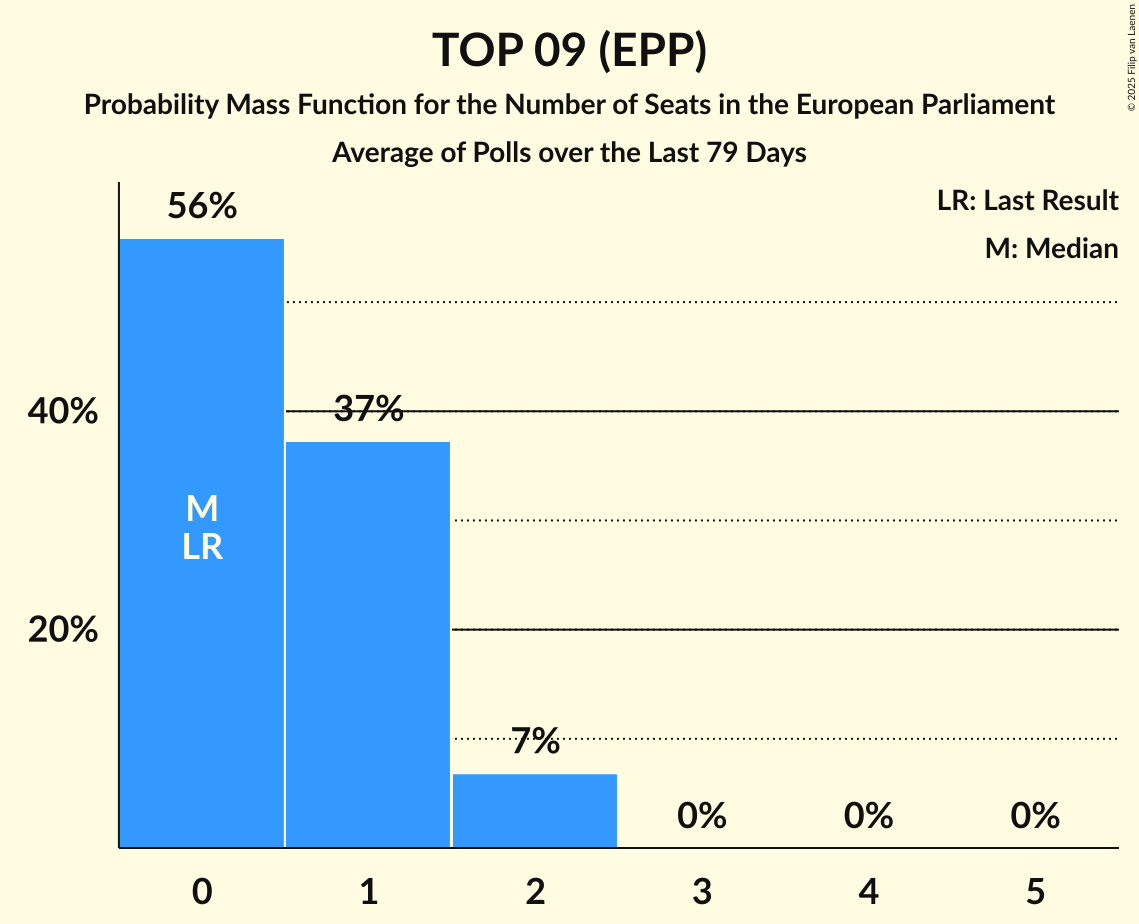 TOP 09 (EPP)
Probability Mass Function for the Number of Seats in the European Parliament
Average of Polls over the Last 79 Days
© 2025 Filip van Laenen
LR: Last Result
M: Median
56%
37%
7%
0%
0%
0%
M
LR
40%
20%
0
1
2
3
4
5